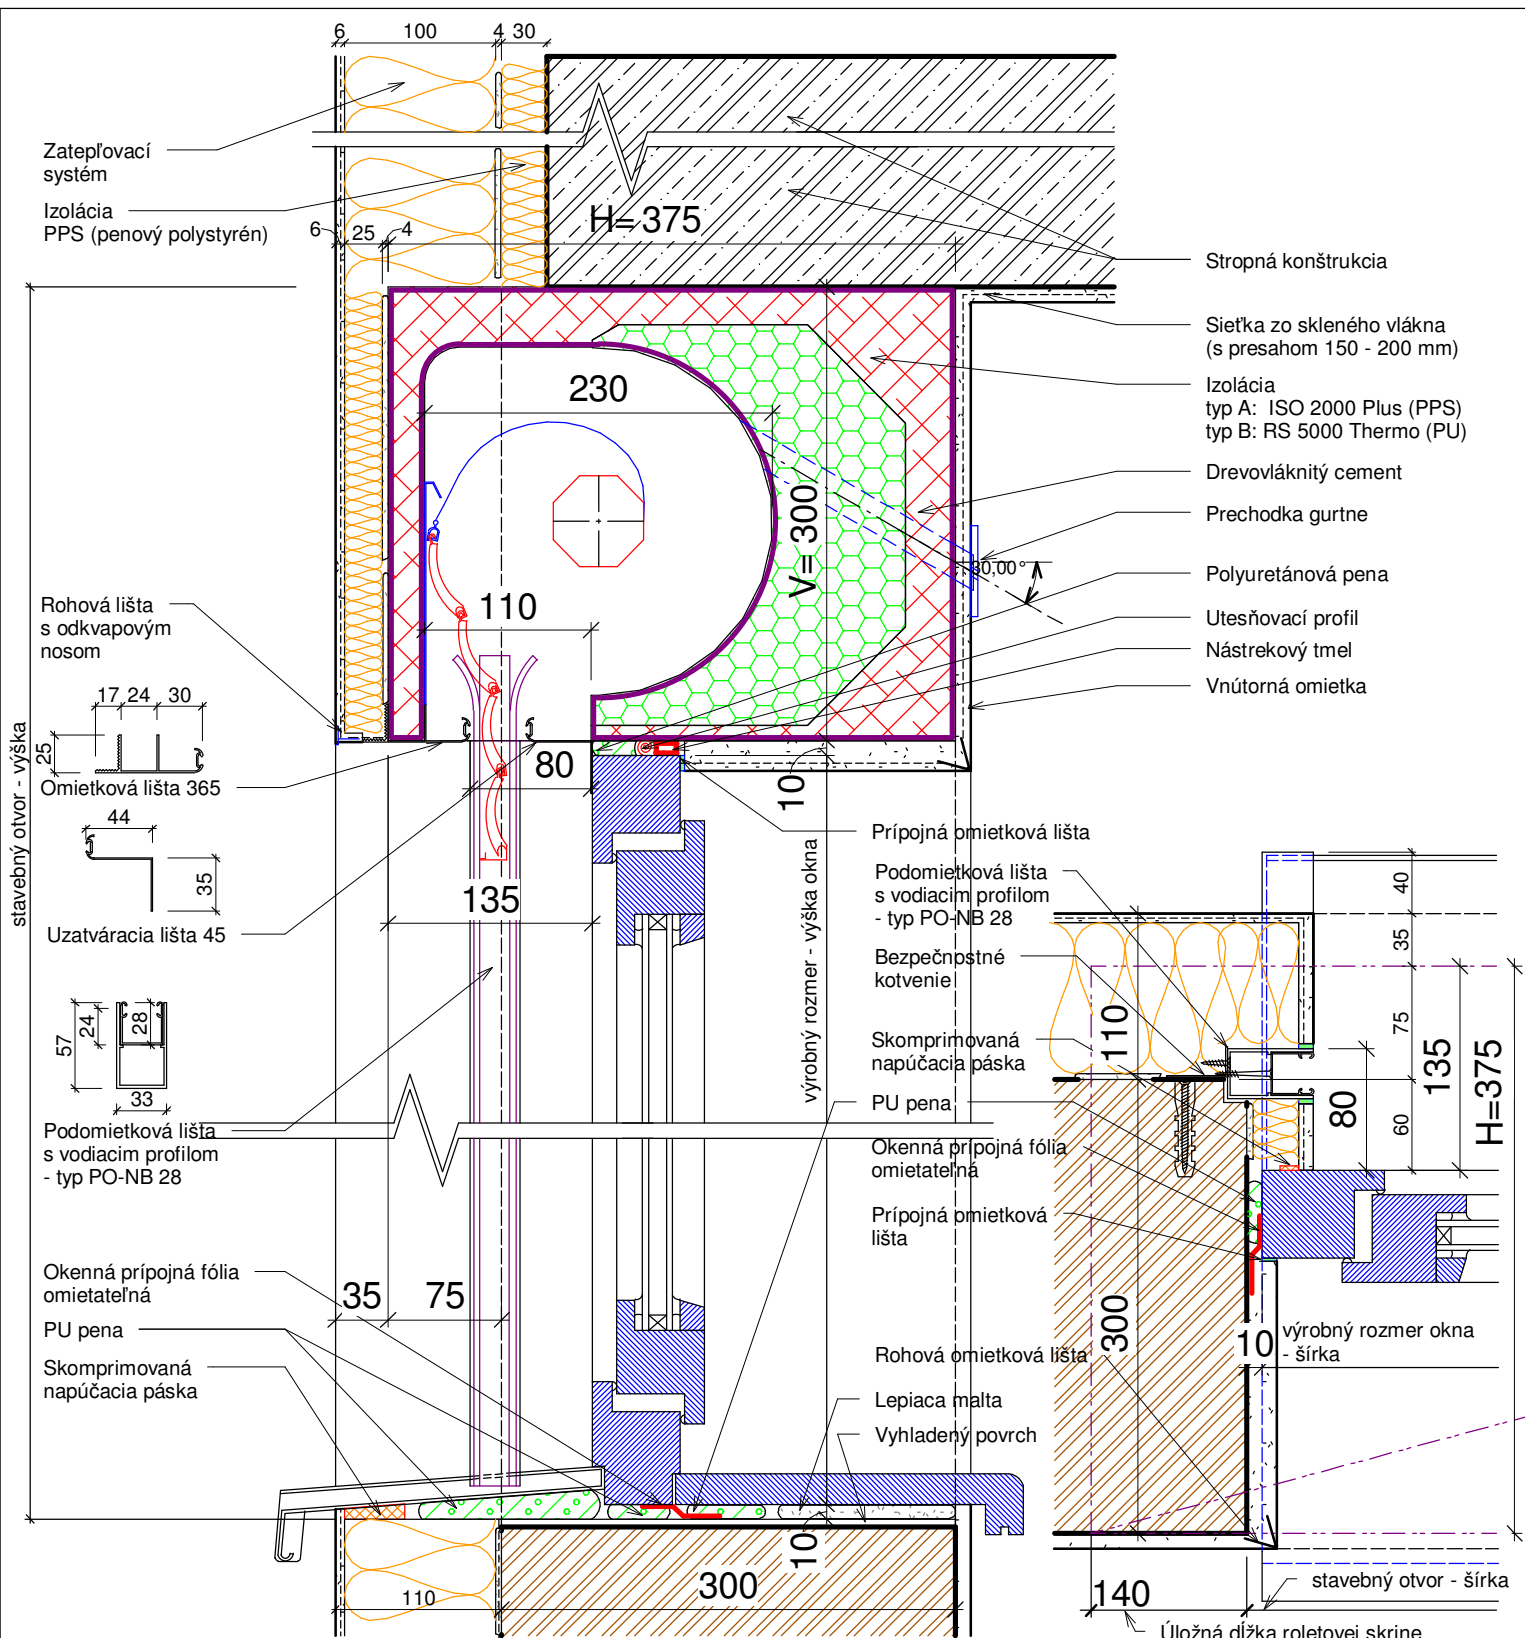 6
100
4
30
Zatepľovací
systém
Izolácia
PPS (penový polystyrén)
6
25
4
H= 375
Stropná konštrukcia
Sieťka zo skleného vlákna
(s presahom 150 - 200 mm)
Izolácia
typ A:  ISO 2000 Plus (PPS)
typ B: RS 5000 Thermo (PU)
Drevovláknitý cement
Prechodka gurtne
Polyuretánová pena
Utesňovací profil
Nástrekový tmel
Vnútorná omietka
230
V= 300
30,00°
110
80
10
135
Rohová lišta
s odkvapovým
nosom
17
24
30
25
Omietková lišta 365
44
35
Uzatváracia lišta 45
57
24
28
33
Podomietková lišta
s vodiacim profilom
- typ PO-NB 28
stavebný otvor - výška
výrobný rozmer - výška okna
Okenná prípojná fólia
omietateľná
PU pena
Skomprimovaná
napúčacia páska
35
75
10
300
110
Prípojná omietková lišta
Podomietková lišta
s vodiacim profilom
- typ PO-NB 28
Bezpečnostné
kotvenie
Skomprimovaná
napúčacia páska
PU pena
Okenná prípojná fólia
omietateľná
Prípojná omietková
lišta
Rohová omietková lišta
Lepiaca malta
Vyhladený povrch
40
35
75
60
110
80
135
H=375
300
10
výrobný rozmer okna
- šírka
140
stavebný otvor - šírka
Úložná dĺžka roletovej skrine